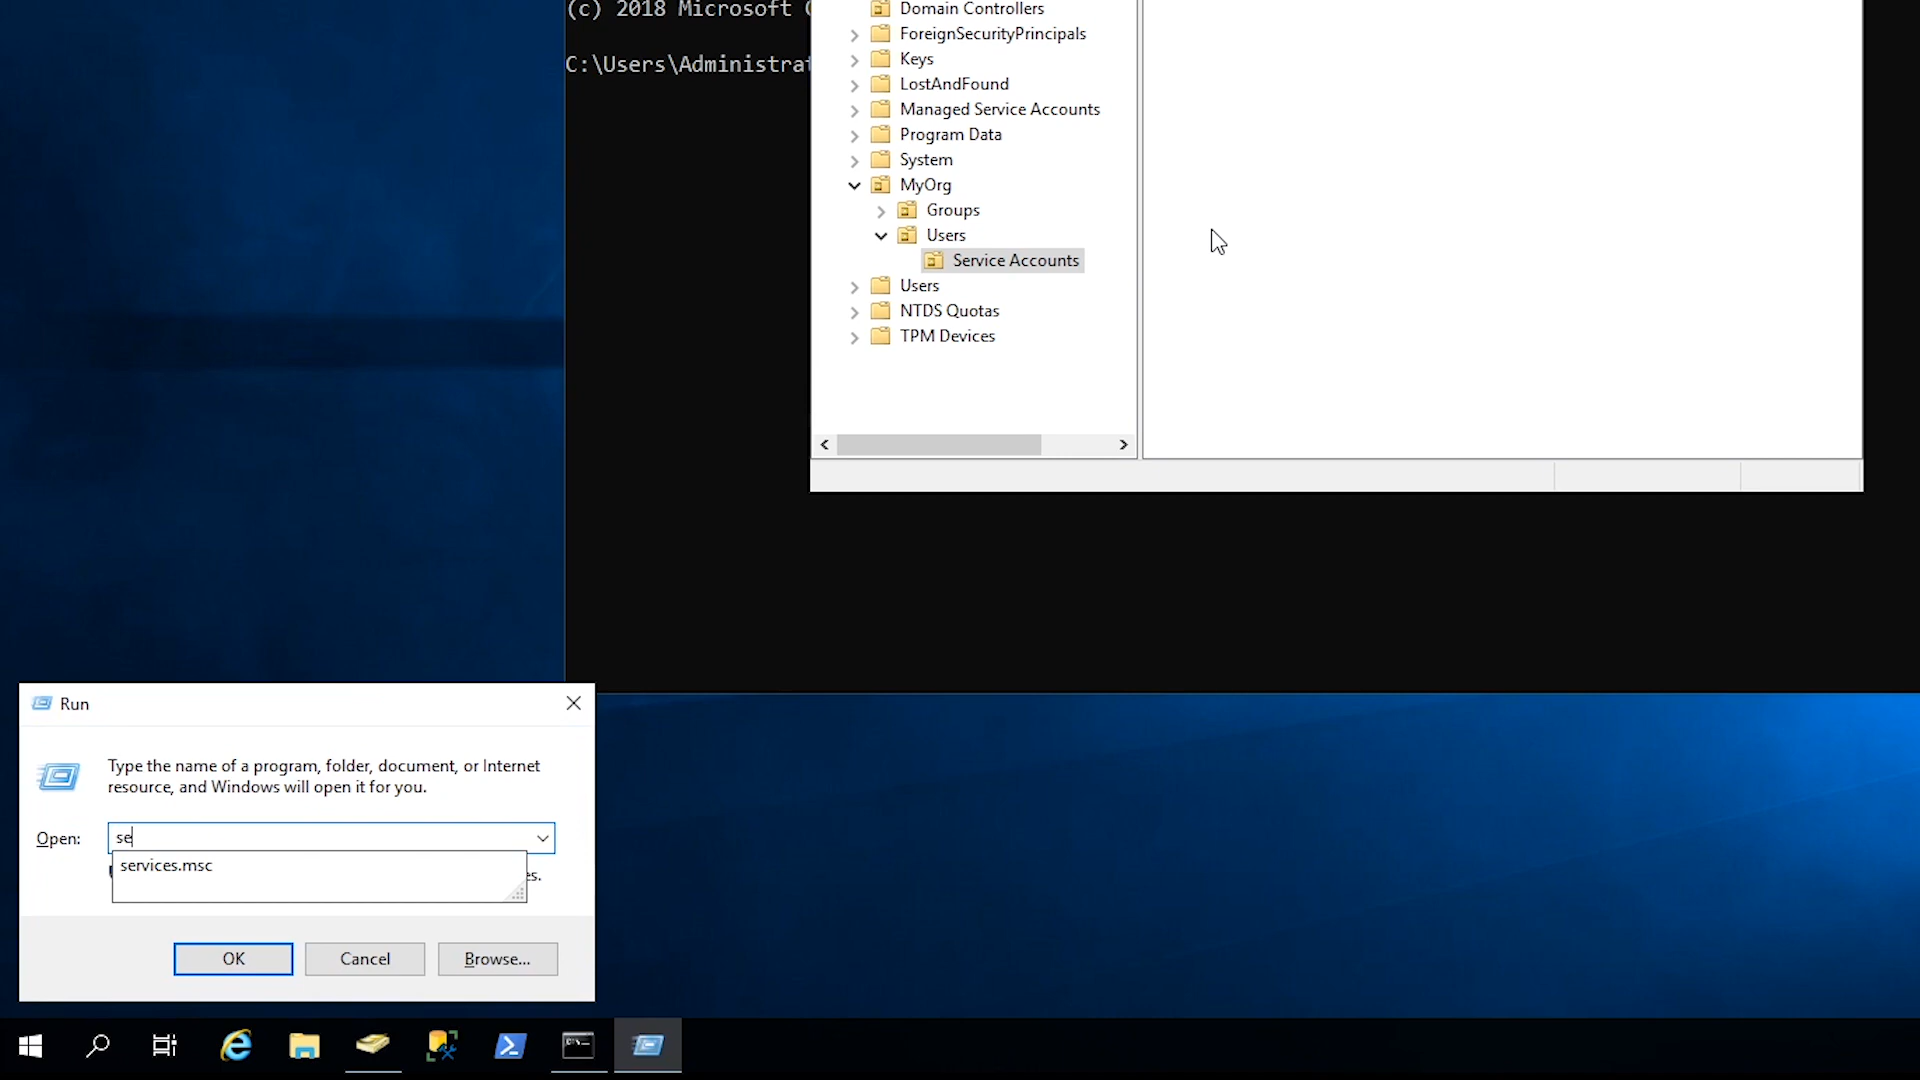 (c) 2018 Microsoft
C:\Users\Administrat
Domain Controllers
ForeignSecurityPrincipals
Keys
LostAndFound
Managed Service Accounts
Program Data
System
MyOrg
Groups
Users
Service Accounts
Users
NTDS Quotas
TPM Devices
Run
Type the name of a program, folder, document, or Internet
resource, and Windows will open it for you.
Open:
se
services.msc
es.
OK
Cancel
Browse...